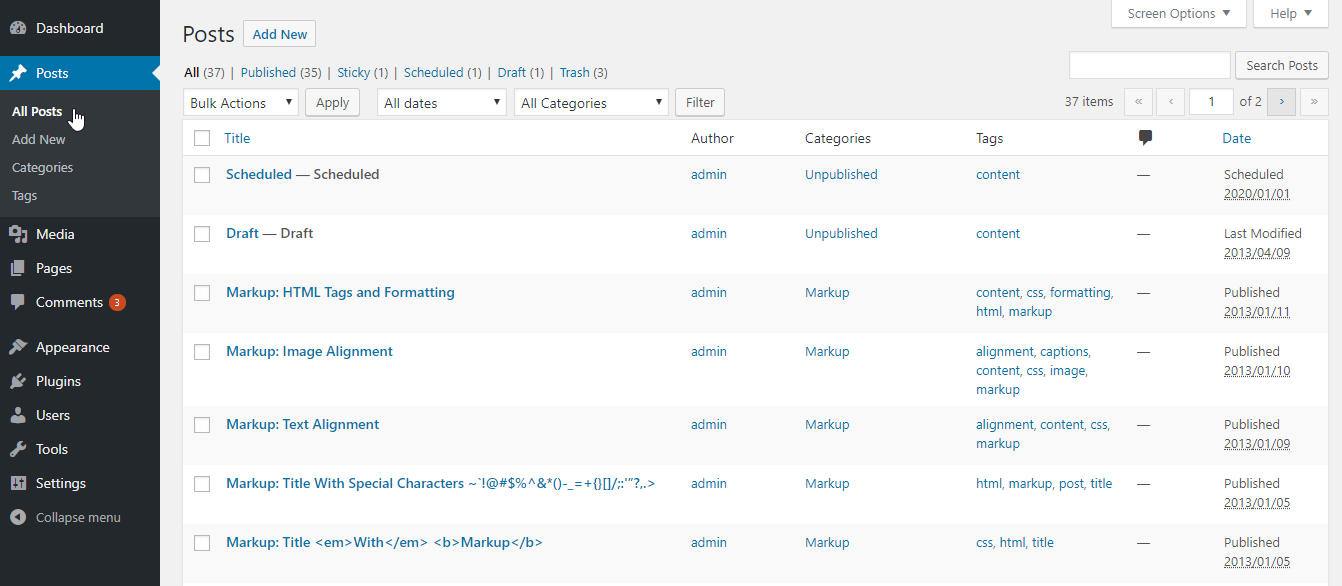 Dashboard
Posts
All Posts
Add New
Categories
Tags
Media
Pages
Comments 3
Appearance
Plugins
Users
Tools
Settings
Collapse menu
Screen Options Help
Posts Add New
All (37) | Published (35) | Sticky (1) | Scheduled (1) | Draft (1) | Trash (3)
Search Posts
Bulk Actions Apply All dates All Categories Filter 37 items « ‹ 1 of 2 › »
Title Author Categories Tags Date
Scheduled — Scheduled admin Unpublished content — Scheduled
2020/01/01
Draft — Draft admin Unpublished content — Last Modified
2013/04/09
Markup: HTML Tags and Formatting admin Markup content, css, formatting, — Published
html, markup 2013/01/11
Markup: Image Alignment admin Markup alignment, captions, — Published
content, css, image, 2013/01/10
markup
Markup: Text Alignment admin Markup alignment, content, css, — Published
markup 2013/01/09
Markup: Title With Special Characters ~`!@#$%^&*()-_=+{}[]/;:'"?,.> admin Markup html, markup, post, title — Published
2013/01/05
Markup: Title <em>With</em> <b>Markup</b> admin Markup css, html, title — Published
2013/01/05